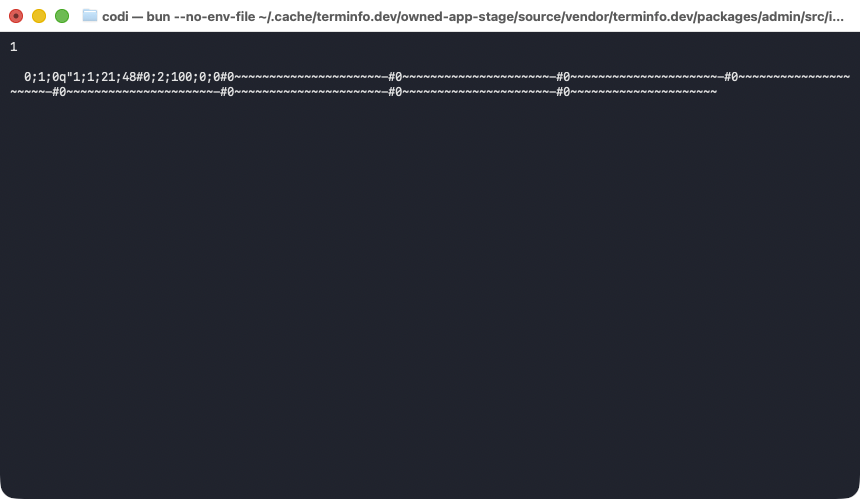 codi — bun --no-env-file ~/.cache/terminfo.dev/owned-app-stage/source/vendor/terminfo.dev/packages/admin/src/i...
1
0;1;0q"1;1;21;48#0;2;100;0;0#0~~~~~~~~~~~~~~~~~~~~~-#0~~~~~~~~~~~~~~~~~~~~~-#0~~~~~~~~~~~~~~~~~~~~~-#0~~~~~~~~~~~~~~~~
~~~~~-#0~~~~~~~~~~~~~~~~~~~~~-#0~~~~~~~~~~~~~~~~~~~~~-#0~~~~~~~~~~~~~~~~~~~~~-#0~~~~~~~~~~~~~~~~~~~~~